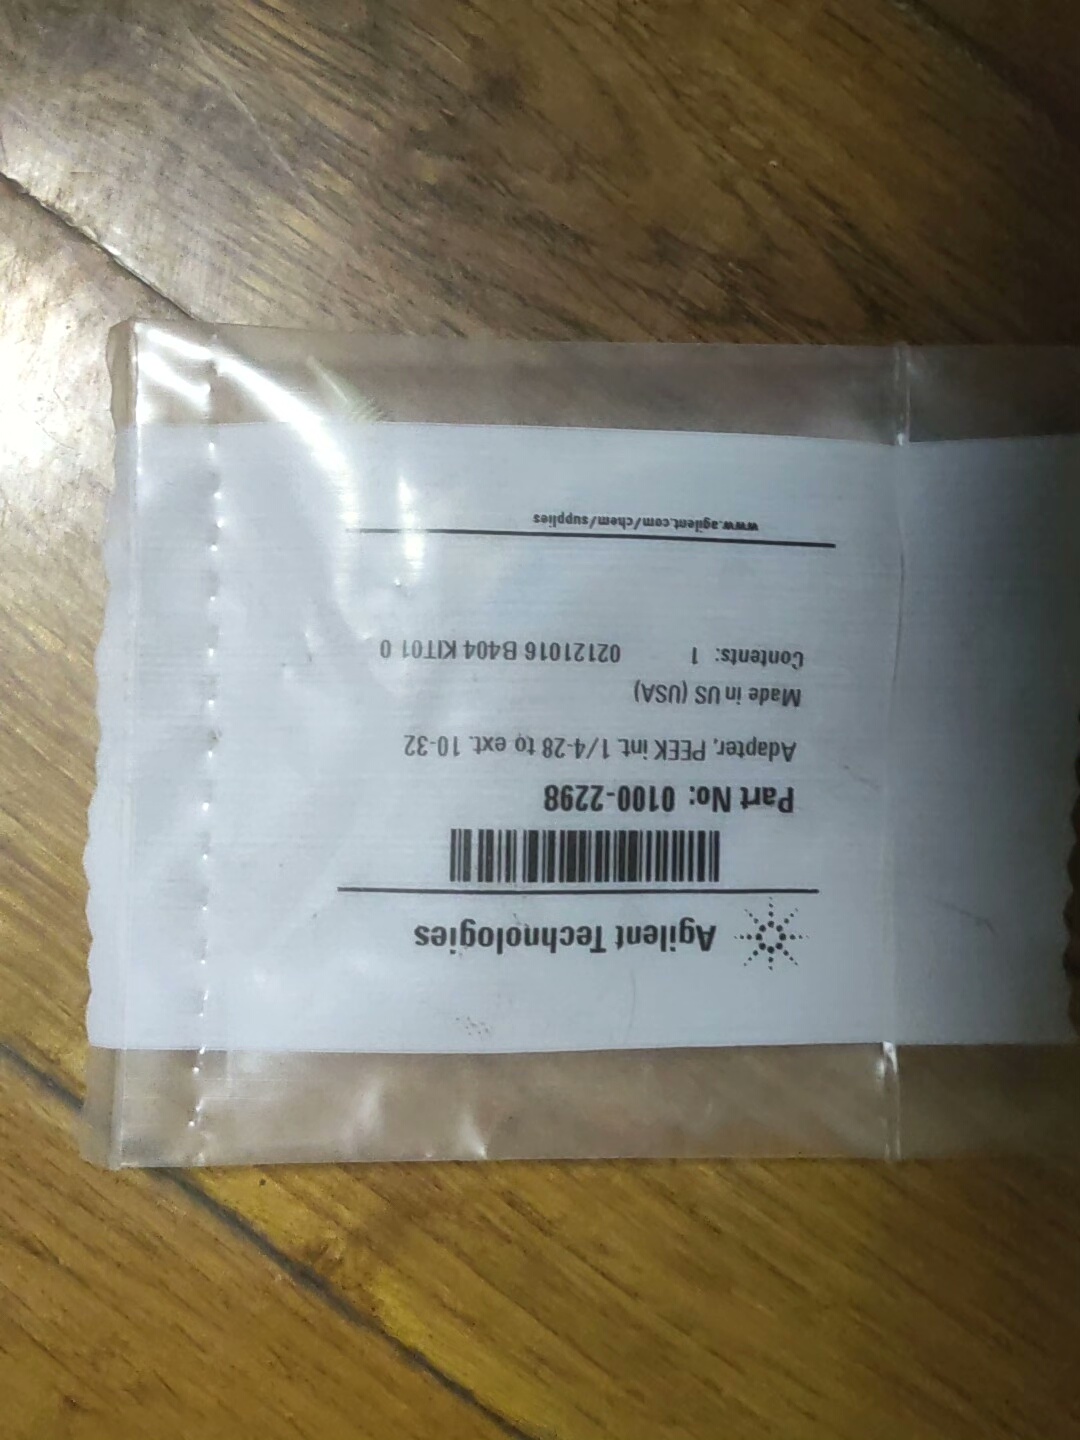 Agilent Technologies
Part No: 0100-2298
Adapter, PEEK int. 1/4-28 to ext. 10-32
Made in US (USA)
Contents: 1 02121016 B404 KIT01 0
www.agilent.com/chem/supplies